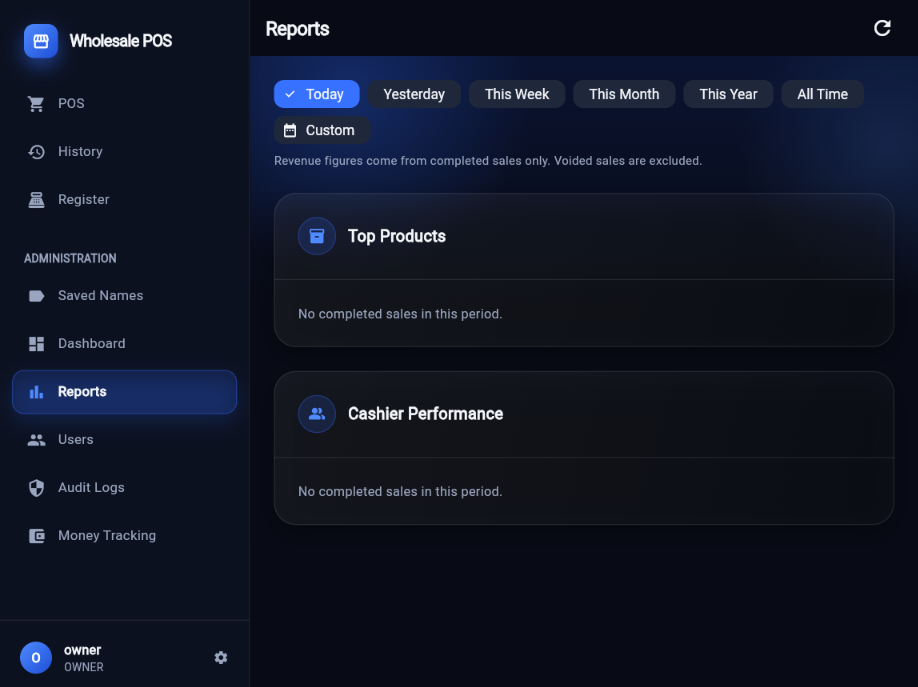 Wholesale POS
POS
History
Register
ADMINISTRATION
Saved Names
Dashboard
Reports
Users
Audit Logs
Money Tracking
O
owner
OWNER
Reports
Today Yesterday This Week This Month This Year All Time
Custom
Revenue figures come from completed sales only. Voided sales are excluded.
Top Products
No completed sales in this period.
Cashier Performance
No completed sales in this period.